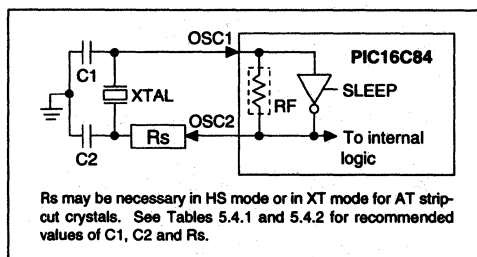 OSC1
PIC16C84
C1
XTAL
RF
SLEEP
OSC2
C2
Rs
To internal
logic
Rs may be necessary in HS mode or in XT mode for AT strip-
cut crystals. See Tables 5.4.1 and 5.4.2 for recommended
values of C1, C2 and Rs.